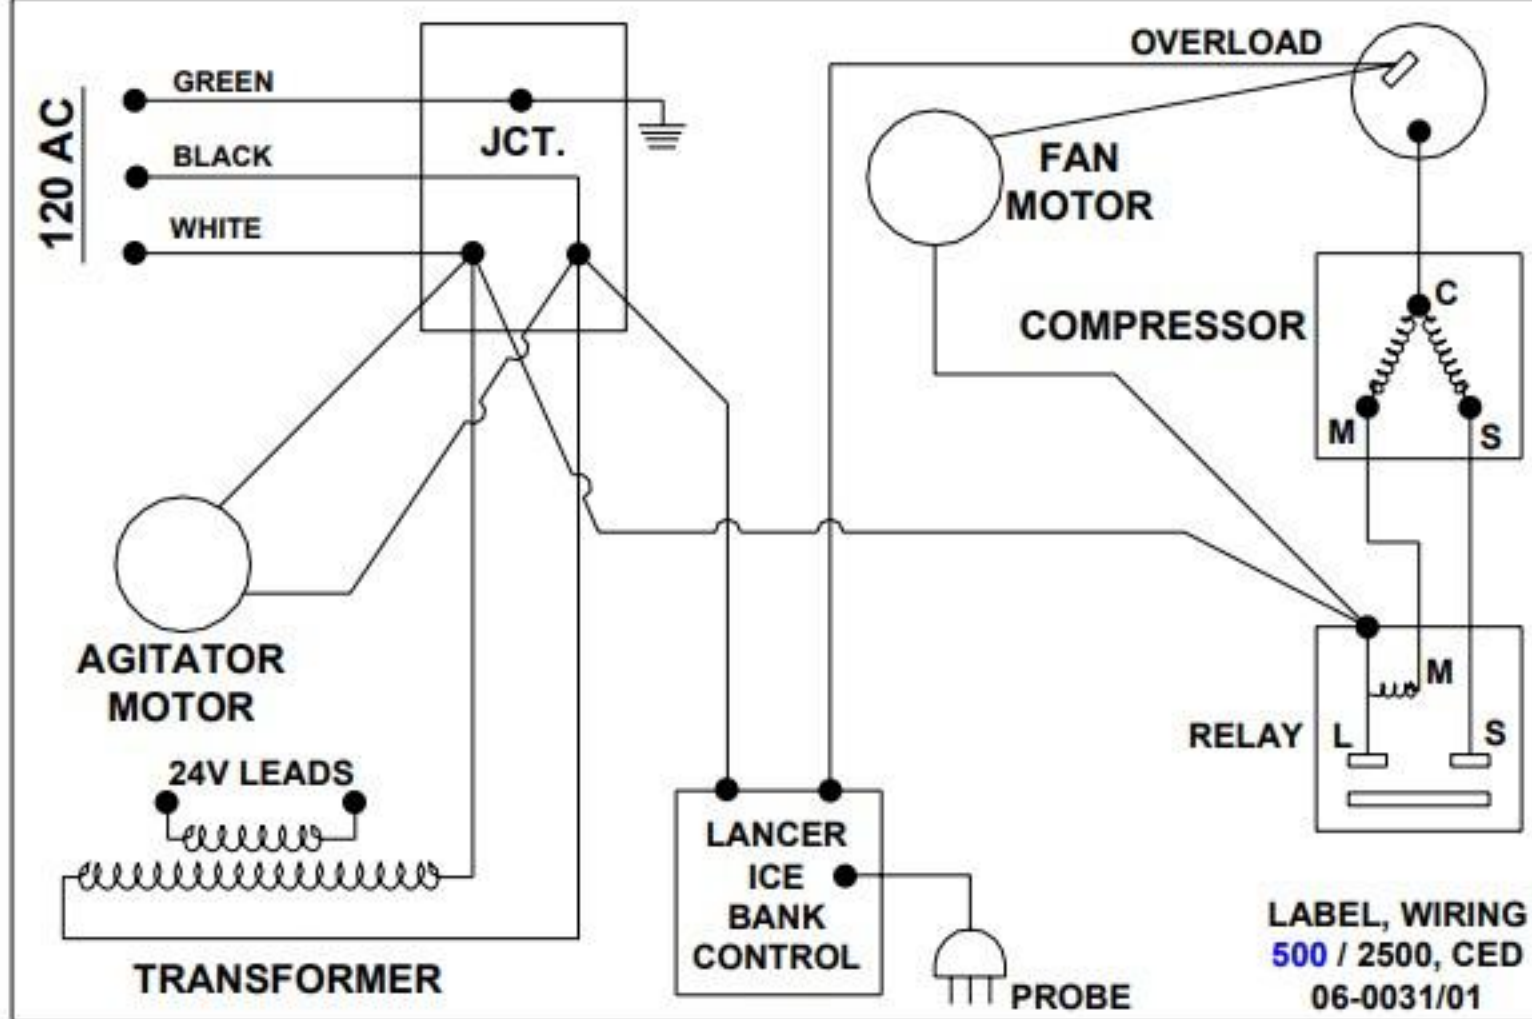 120 AC
GREEN
BLACK
WHITE
JCT.
OVERLOAD
FAN
MOTOR
COMPRESSOR
C
M
S
AGITATOR
MOTOR
24V LEADS
TRANSFORMER
LANCER
ICE
BANK
CONTROL
PROBE
RELAY
M
L
S
LABEL, WIRING
500 / 2500, CED
06-0031/01